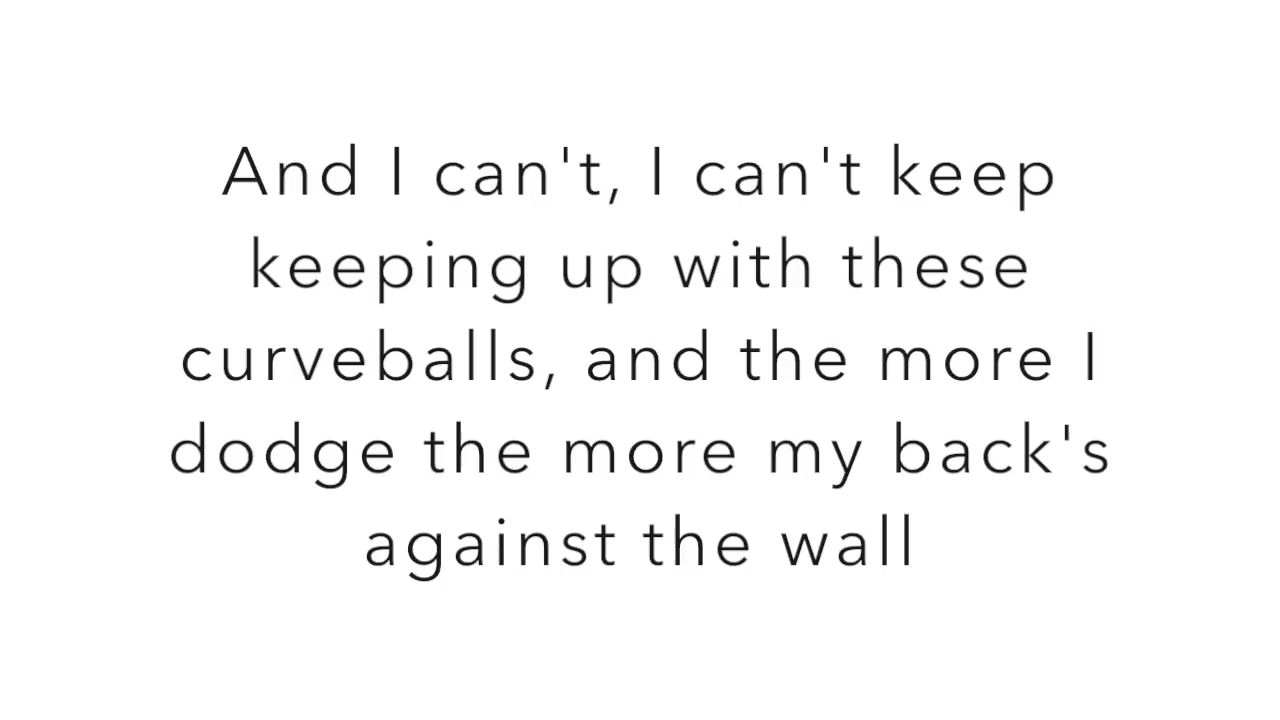 And I can't, I can't keep
keeping up with these
curveballs, and the more I
dodge the more my back's
against the wall